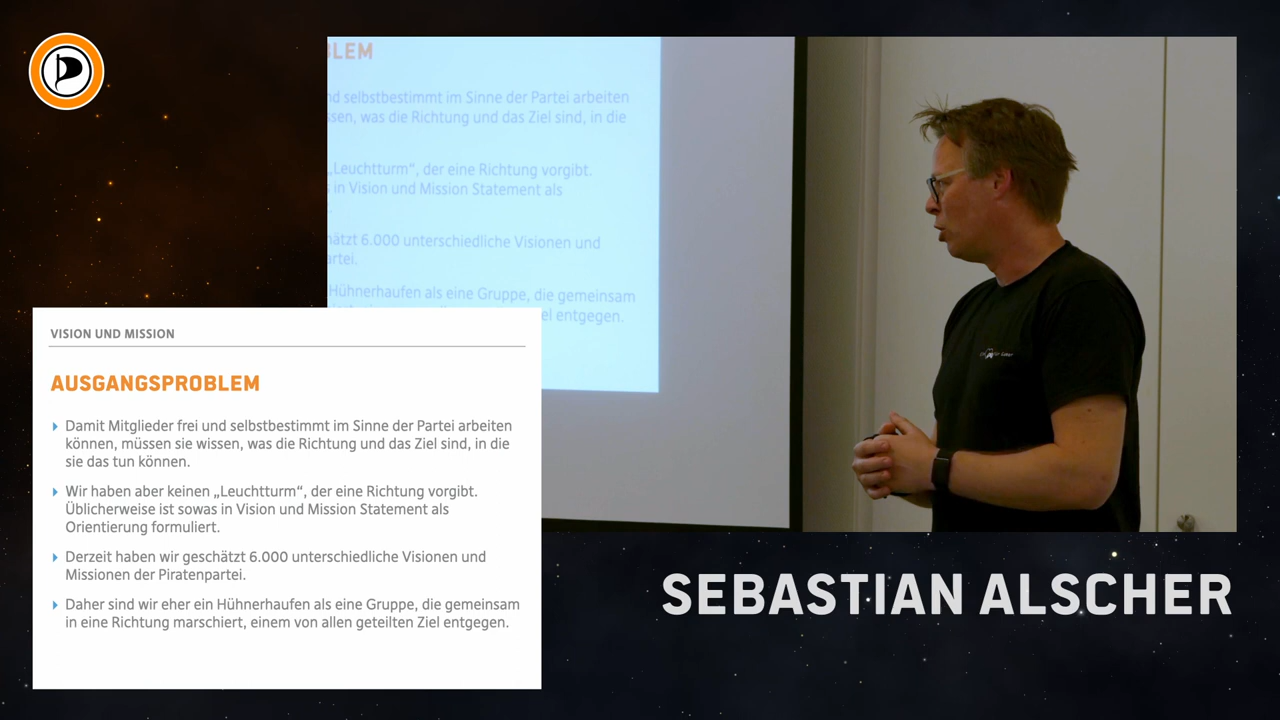 BLEM
nd selbstbestimmt im Sinne der Partei arbeiten
ssen, was die Richtung und das Ziel sind, in die
„Leuchtturm“, der eine Richtung vorgibt.
s in Vision und Mission Statement als
hätzt 6.000 unterschiedliche Visionen und
artei.
Hühnerhaufen als eine Gruppe, die gemeinsam
el entgegen.
VISION UND MISSION
AUSGANGSPROBLEM
Damit Mitglieder frei und selbstbestimmt im Sinne der Partei arbeiten
können, müssen sie wissen, was die Richtung und das Ziel sind, in die
sie das tun können.
Wir haben aber keinen „Leuchtturm“, der eine Richtung vorgibt.
Üblicherweise ist sowas in Vision und Mission Statement als
Orientierung formuliert.
Derzeit haben wir geschätzt 6.000 unterschiedliche Visionen und
Missionen der Piratenpartei.
Daher sind wir eher ein Hühnerhaufen als eine Gruppe, die gemeinsam
in eine Richtung marschiert, einem von allen geteilten Ziel entgegen.
SEBASTIAN ALSCHER